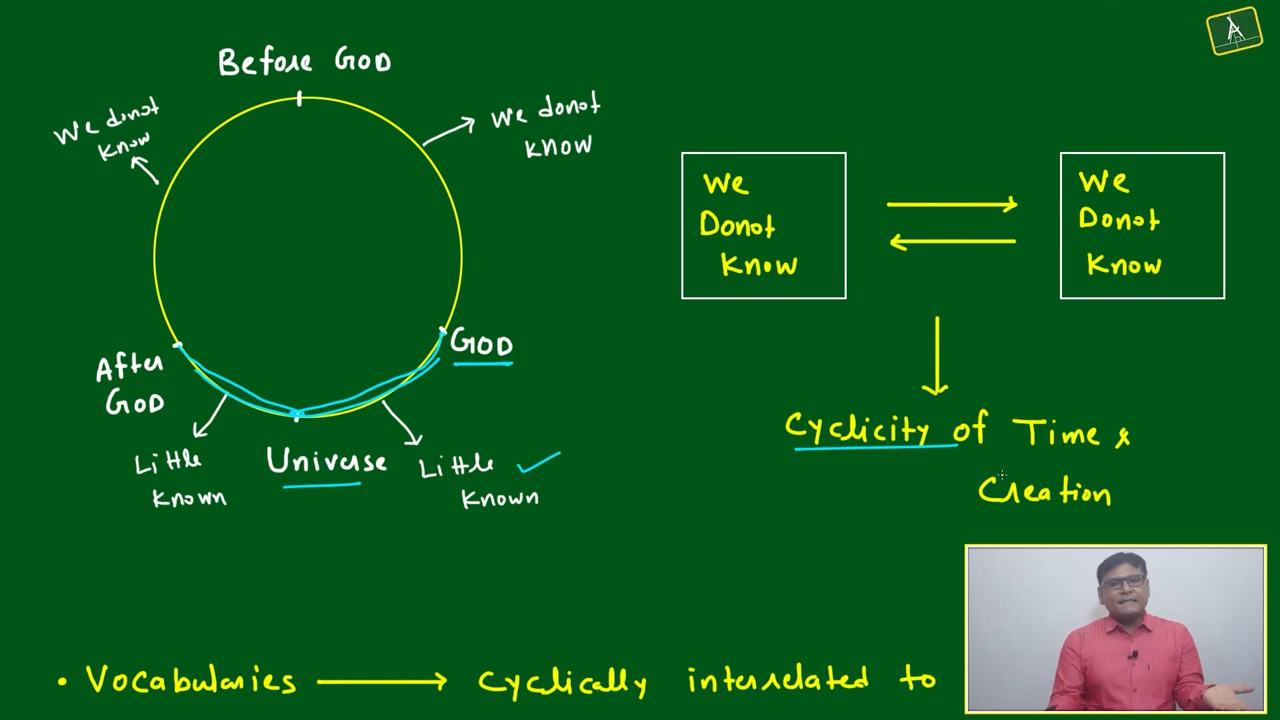 Before GOD
We donot
Know
We donot
know
After
GOD
GOD
Little
Known
Universe
Little
Known
We
Donot
Know
We
Donot
Know
Cyclicity of Time &
Creation
• Vocabularies ⟶ cyclically interrelated to
A